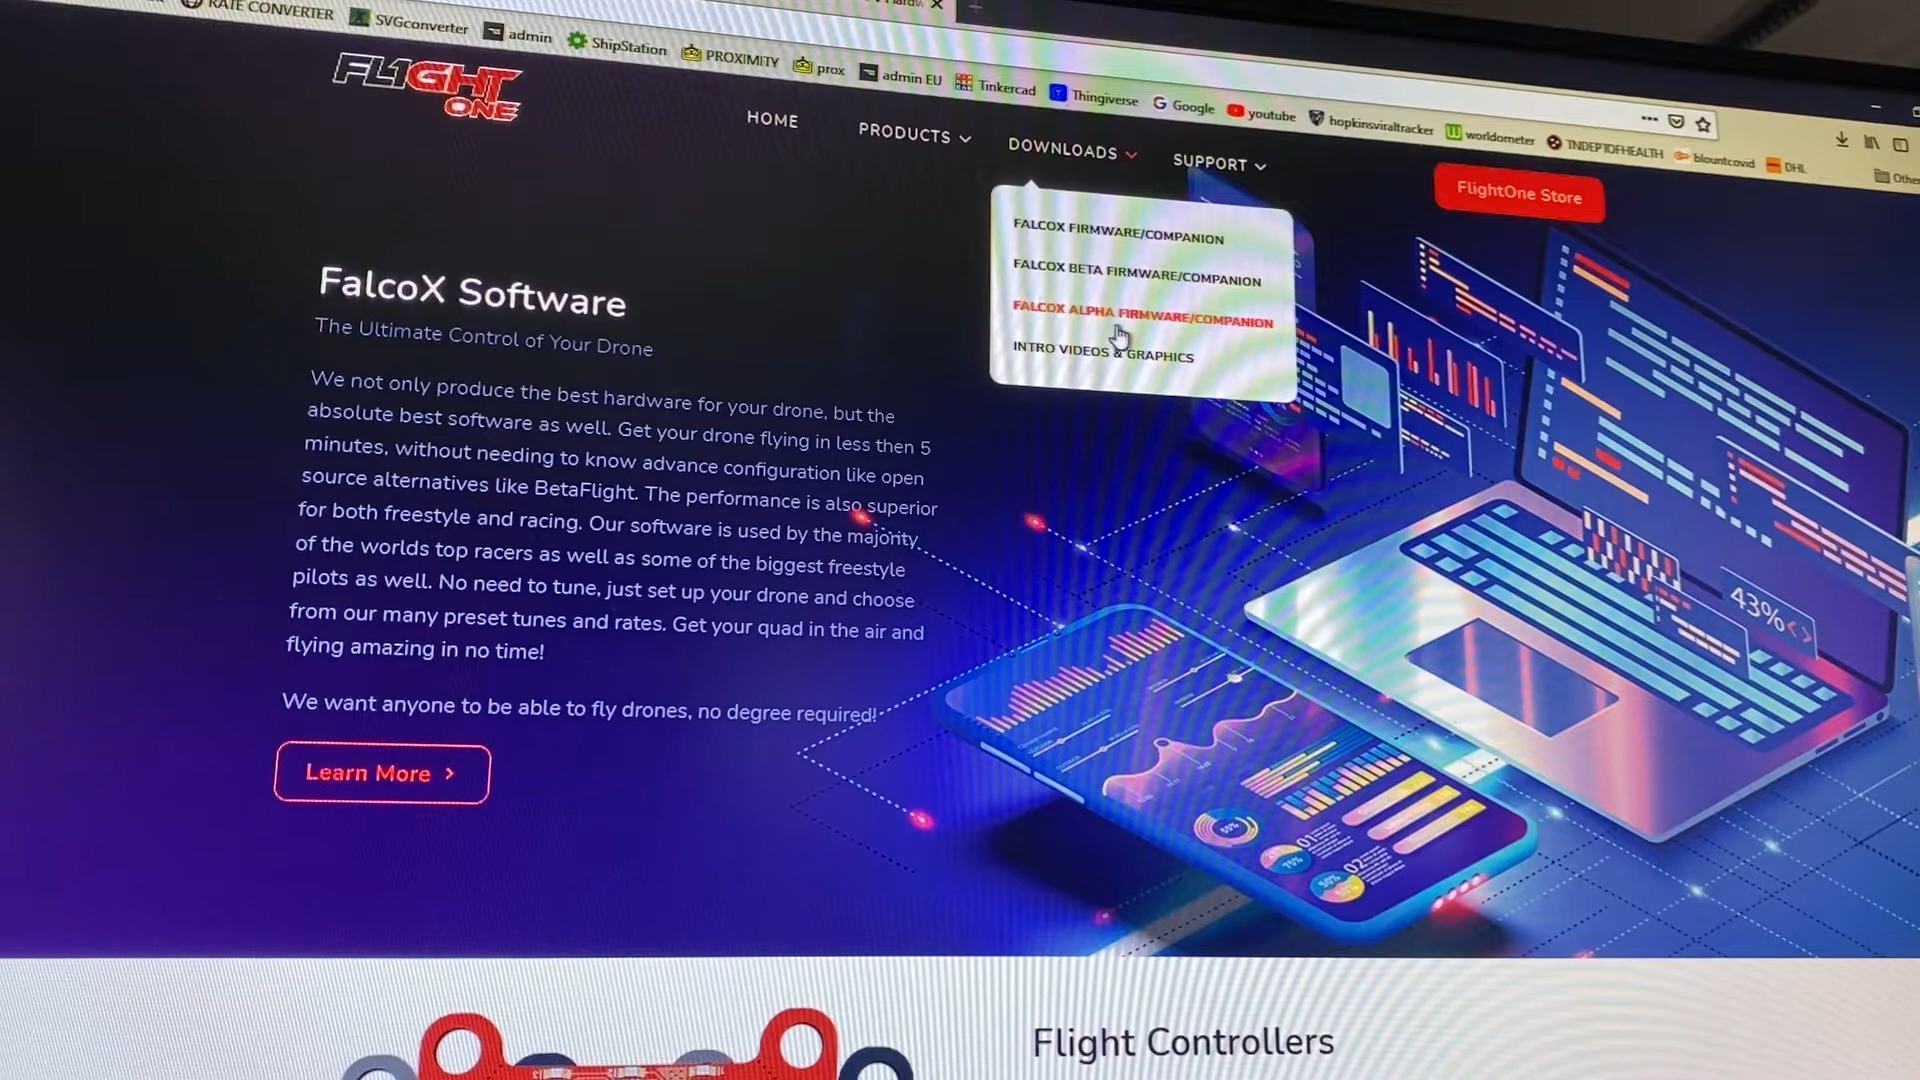 RATE CONVERTER
SVGconverter
admin
ShipStation
PROXIMITY
prox
admin EU
Tinkercad
Thingiverse
Google
youtube
hopkinsviraltracker
worldometer
TNDEPTOFHEALTH
blountcovid
DHL
Other
FL1GHT
ONE
HOME
PRODUCTS
DOWNLOADS
SUPPORT
FlightOne Store
FALCOX FIRMWARE/COMPANION
FALCOX BETA FIRMWARE/COMPANION
FALCOX ALPHA FIRMWARE/COMPANION
INTRO VIDEOS & GRAPHICS
FalcoX Software
The Ultimate Control of Your Drone
We not only produce the best hardware for your drone, but the
absolute best software as well. Get your drone flying in less then 5
minutes, without needing to know advance configuration like open
source alternatives like BetaFlight. The performance is also superior
for both freestyle and racing. Our software is used by the majority
of the worlds top racers as well as some of the biggest freestyle
pilots as well. No need to tune, just set up your drone and choose
from our many preset tunes and rates. Get your quad in the air and
flying amazing in no time!
We want anyone to be able to fly drones, no degree required!
Learn More >
43%<>
01
02
Flight Controllers